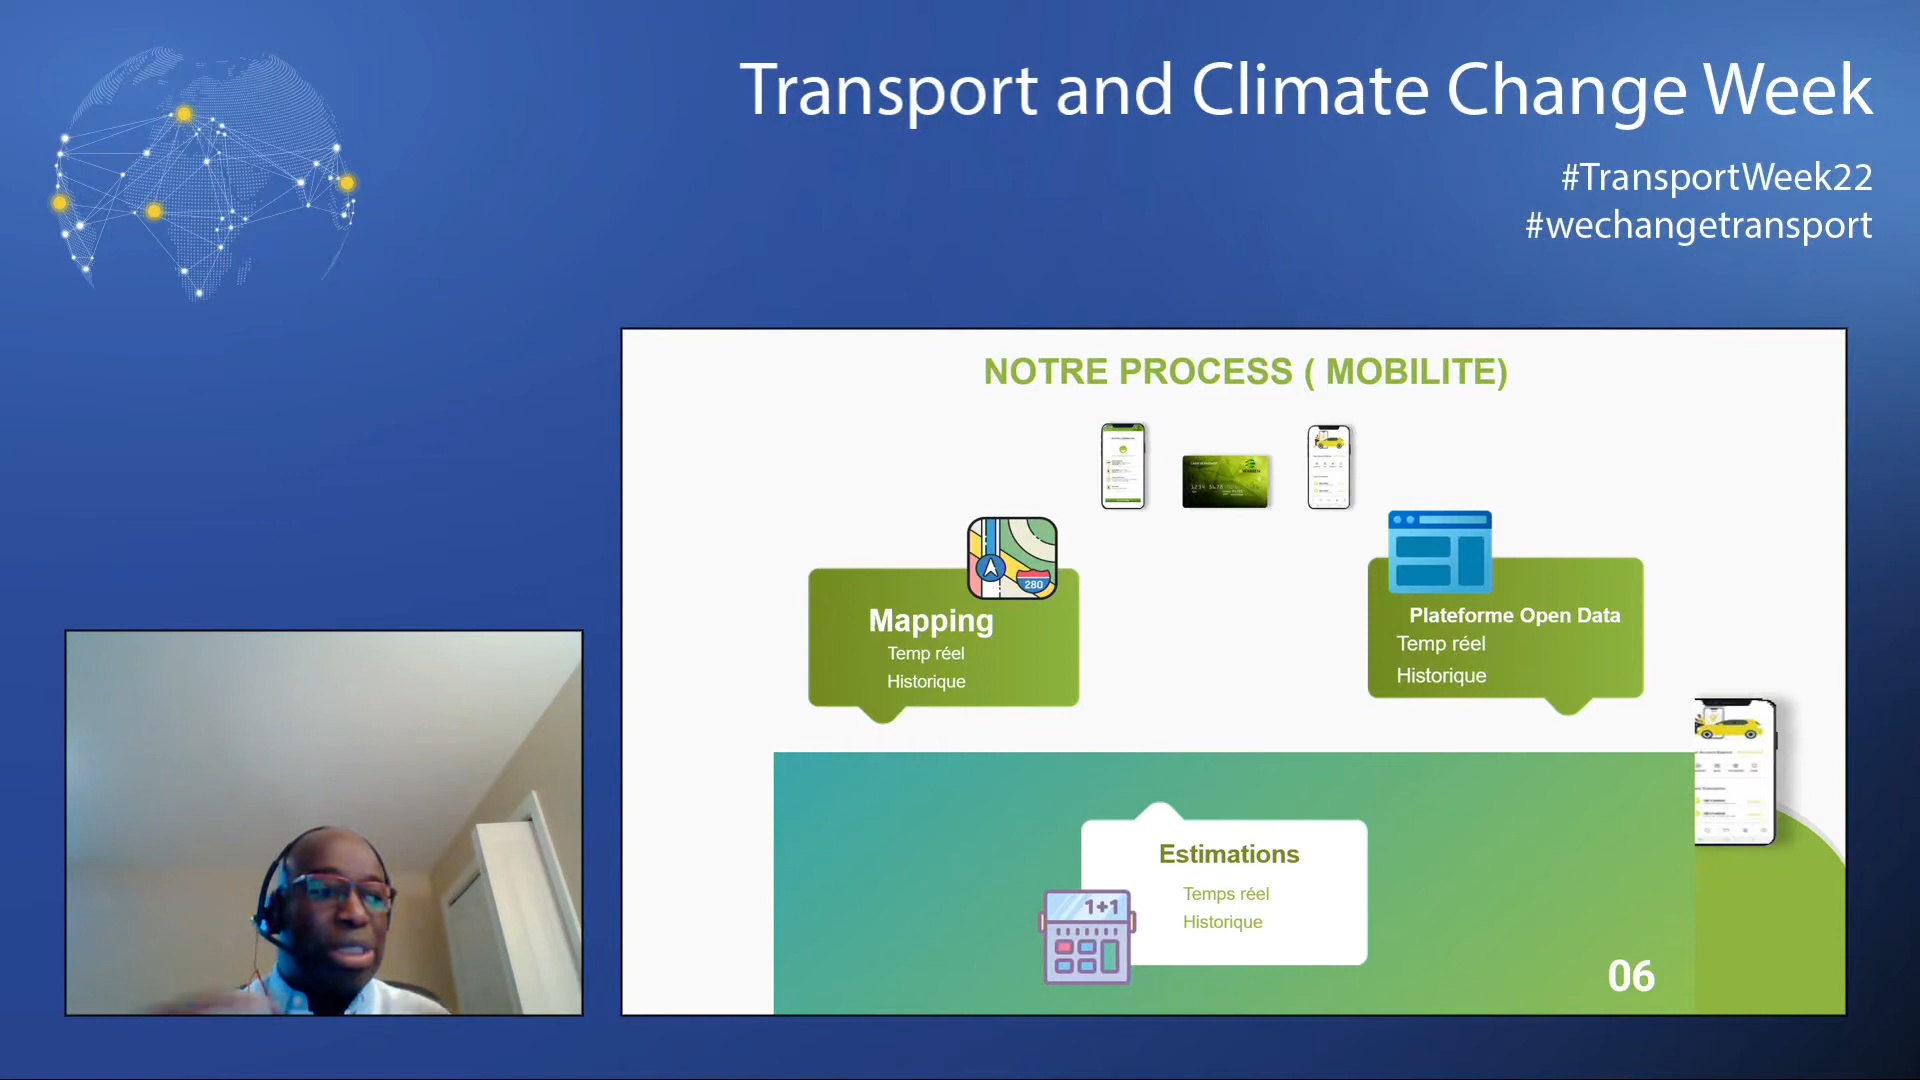 Transport and Climate Change Week
#TransportWeek22
#wechangetransport
NOTRE PROCESS ( MOBILITE)
280
Mapping
Temp réel
Historique
Plateforme Open Data
Temp réel
Historique
Estimations
Temps réel
Historique
1+1
06